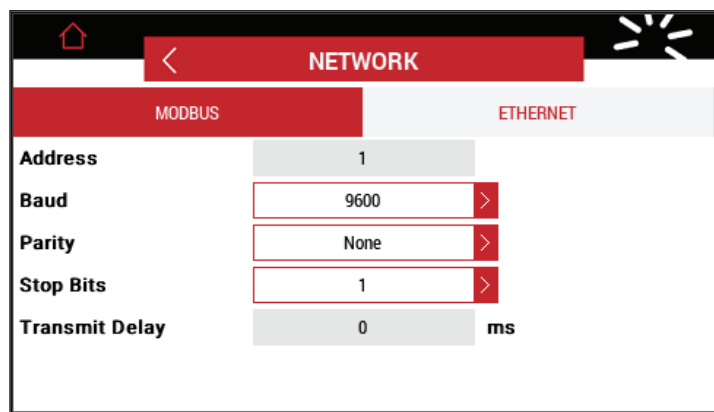 NETWORK
MODBUS ETHERNET
Address 1
Baud 9600
Parity None
Stop Bits 1
Transmit Delay 0 ms